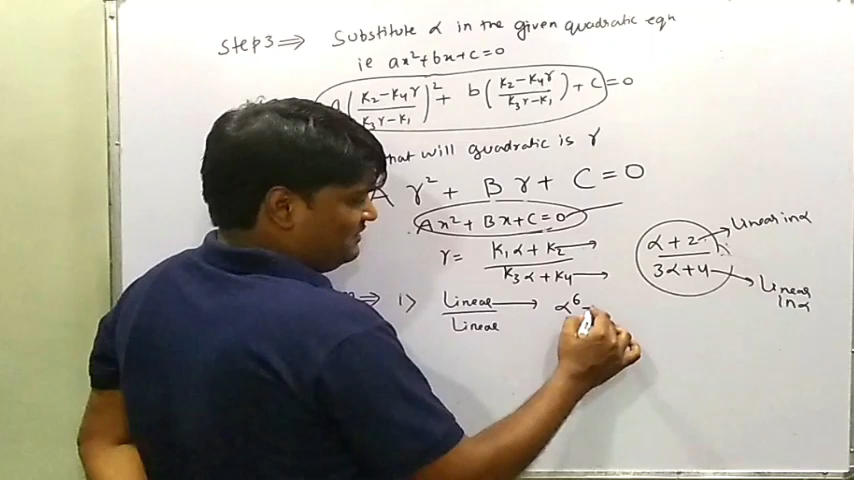 Step3 ⇒ Substitute α in the given quadratic eqn
ie ax²+bx+c=0
(K₂-K₄γ / K₃γ-K₁)² + b(K₂-K₄γ / K₃γ-K₁) + C = 0
will quadratic is γ
A γ² + Bγ + C = 0
Ax² + Bx + C = 0
γ = K₁α+K₂ / K₃α+K₄
α+2 / 3α+4
Linear in α
Linear in α
⇒ 1> Linear / Linear → α⁶